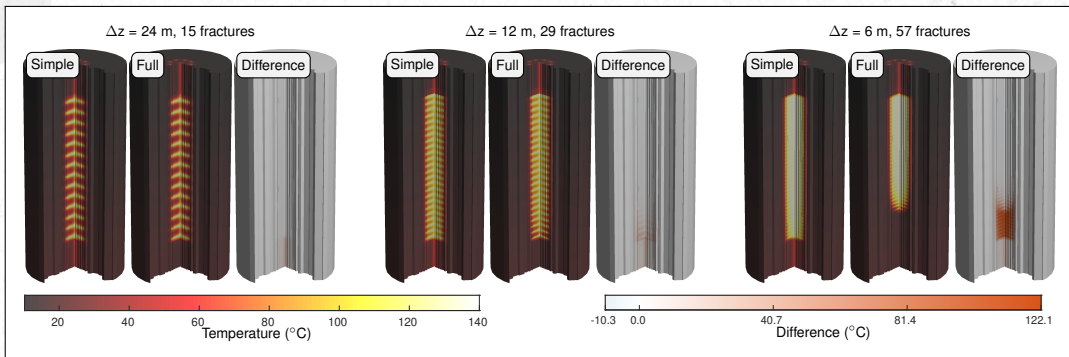 Δz = 24 m, 15 fractures
Simple
Full
Difference
Δz = 12 m, 29 fractures
Simple
Full
Difference
Δz = 6 m, 57 fractures
Simple
Full
Difference
20 40 60 80 100 120 140
Temperature (°C)
-10.3 0.0 40.7 81.4 122.1
Difference (°C)